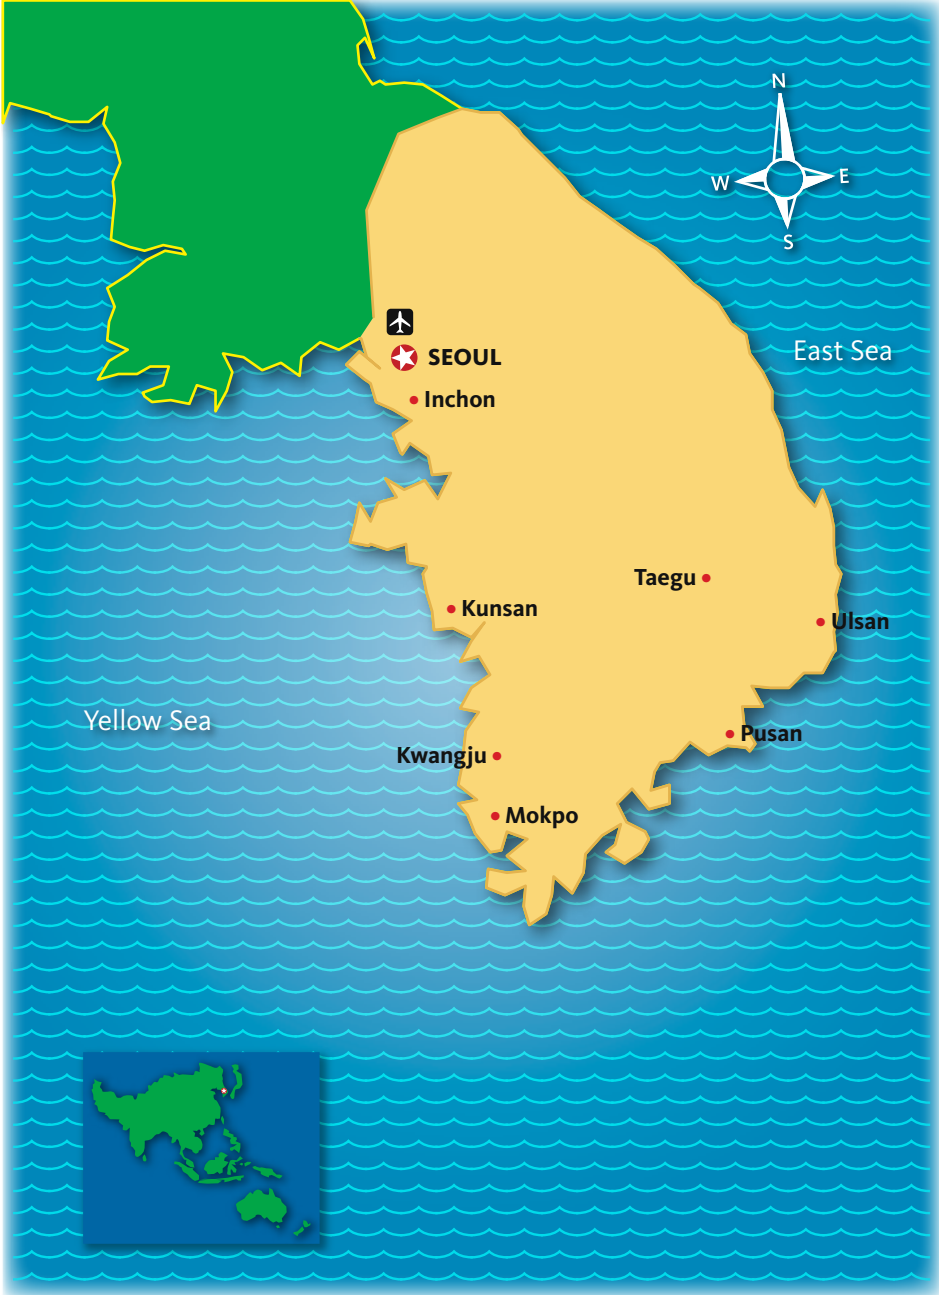 N
W
E
S
SEOUL
East Sea
Inchon
Taegu
Kunsan
Ulsan
Yellow Sea
Pusan
Kwangju
Mokpo